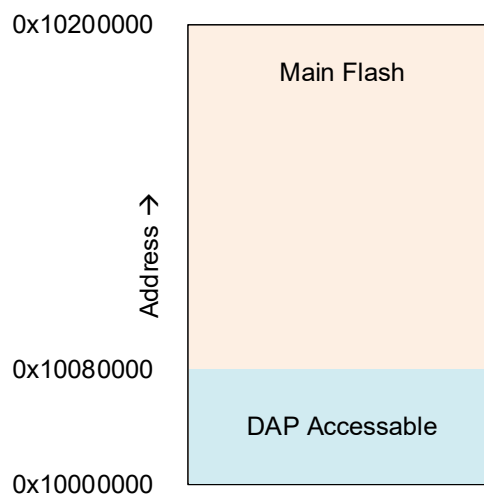 0x10200000
Main Flash
Address →
0x10080000
DAP Accessable
0x10000000